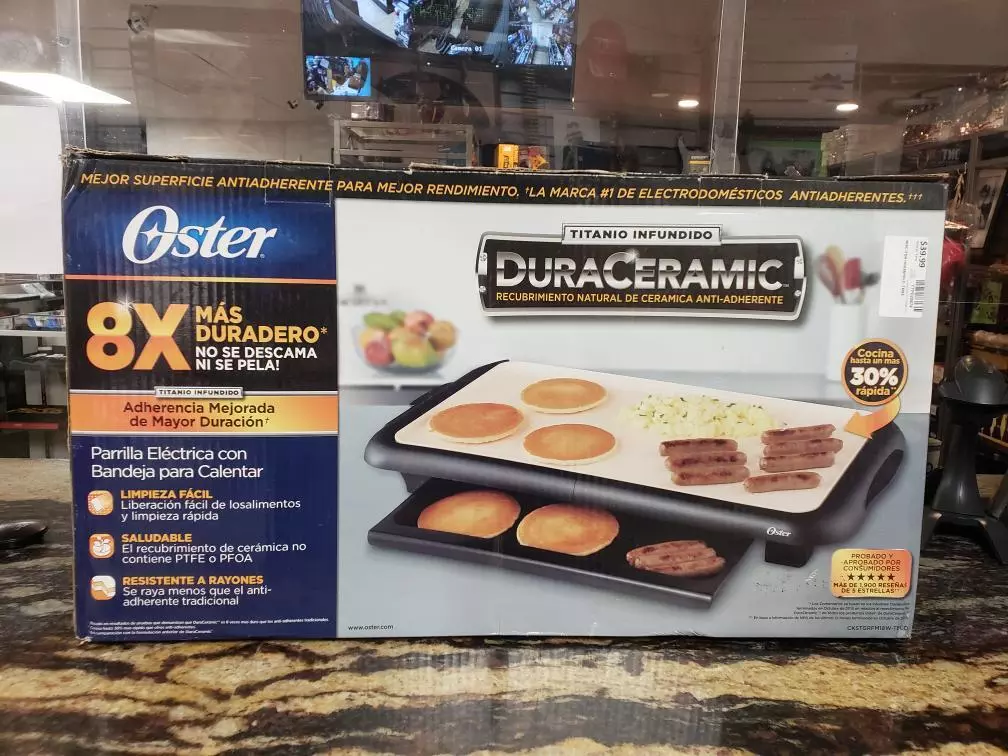 Camera 01
MEJOR SUPERFICIE ANTIADHERENTE PARA MEJOR RENDIMIENTO. †LA MARCA #1 DE ELECTRODOMÉSTICOS ANTIADHERENTES.†††
Oster
8X
MÁS
DURADERO*
NO SE DESCAMA
NI SE PELA!
TITANIO INFUNDIDO
Adherencia Mejorada
de Mayor Duración†
Parrilla Eléctrica con
Bandeja para Calentar
LIMPIEZA FÁCIL
Liberación fácil de losalimentos
y limpieza rápida
SALUDABLE
El recubrimiento de cerámica no
contiene PTFE o PFOA
RESISTENTE A RAYONES
Se raya menos que el anti-
adherente tradicional
TITANIO INFUNDIDO
DURACERAMIC
RECUBRIMIENTO NATURAL DE CERAMICA ANTI-ADHERENTE
$39.99
Cocina
hasta un mas
30%
rápida
Oster
PROBADO Y
APROBADO POR
CONSUMIDORES
★★★★★
MÁS DE 1,900 RESEÑAS
DE 5 ESTRELLAS
www.oster.com